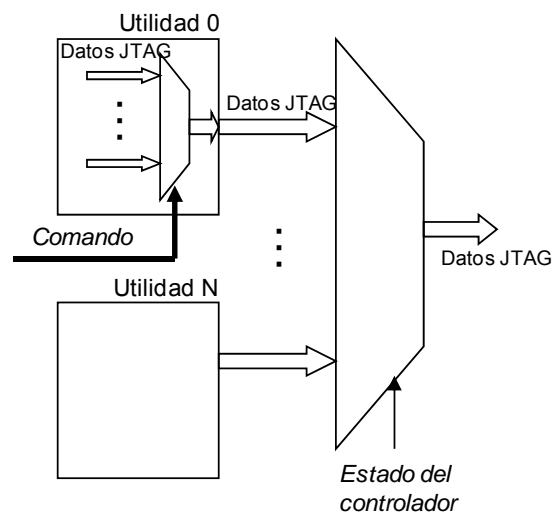 Utilidad 0
Datos JTAG
Datos JTAG
Comando
Datos JTAG
Utilidad N
Estado del
controlador